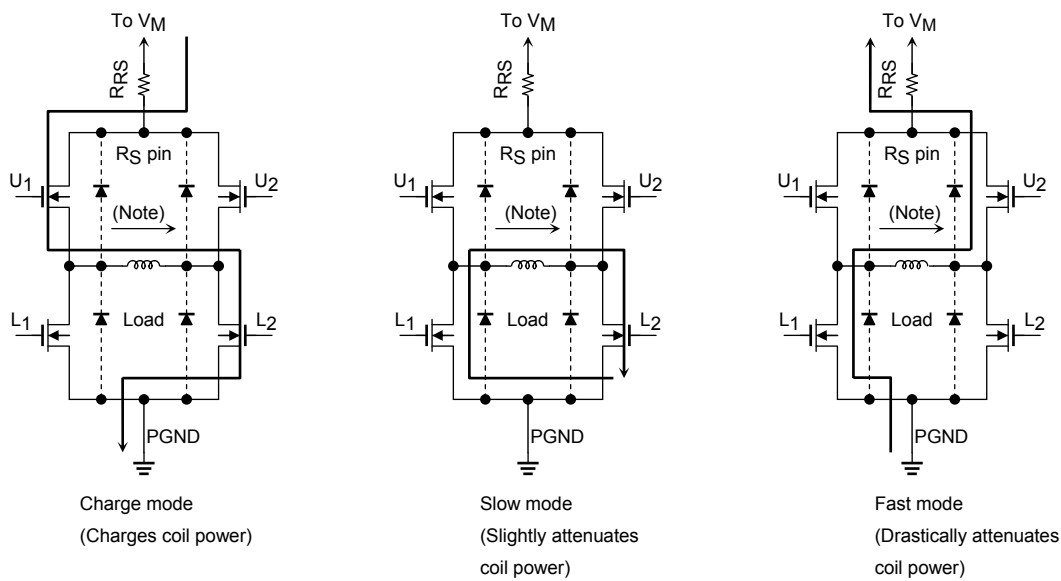 To VM
RRS
RS pin
U1
U2
(Note)
L1
Load
L2
PGND
Charge mode
(Charges coil power)
To VM
RRS
RS pin
U1
U2
(Note)
L1
Load
L2
PGND
Slow mode
(Slightly attenuates
coil power)
To VM
RRS
RS pin
U1
U2
(Note)
L1
Load
L2
PGND
Fast mode
(Drastically attenuates
coil power)